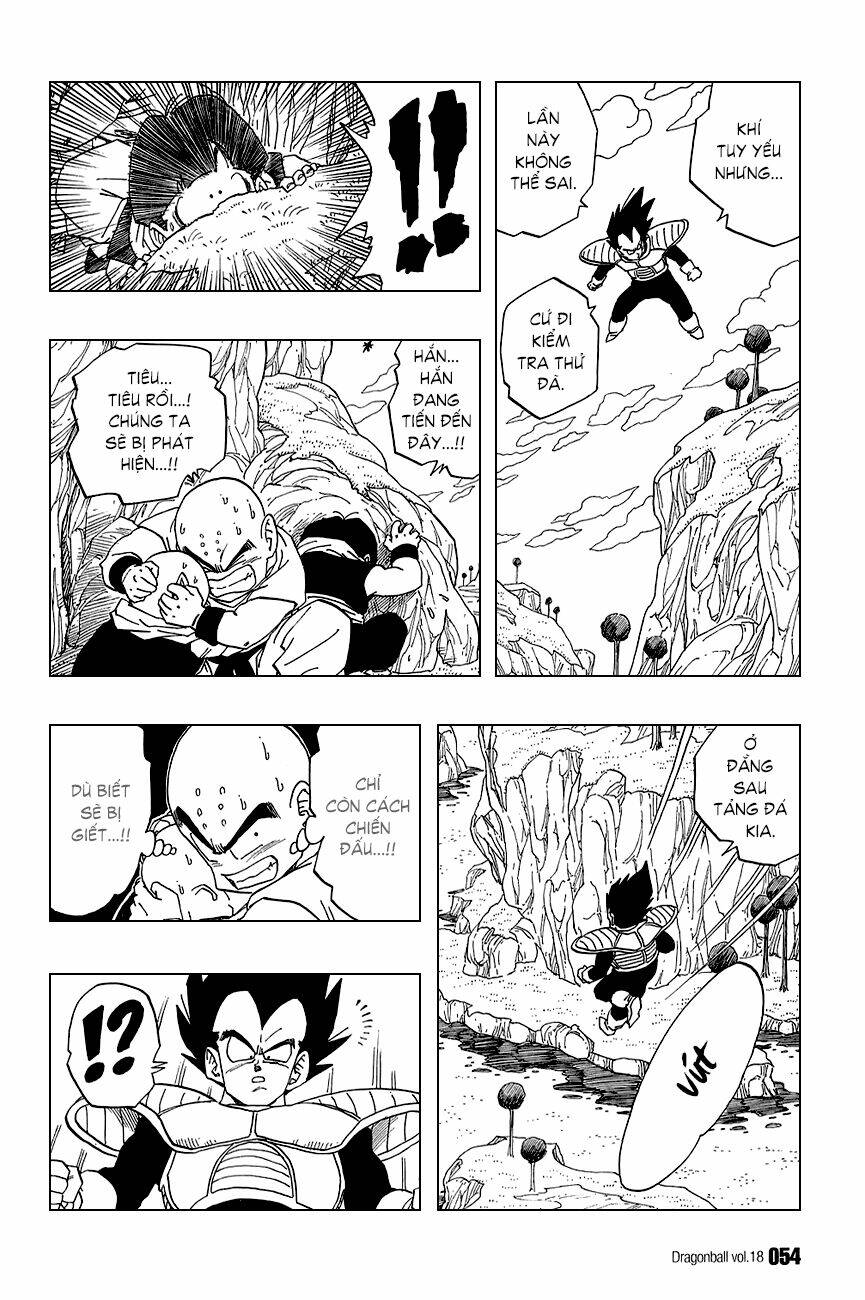 KHÍ
TUY YẾU
NHƯNG...
LẦN
NÀY
KHÔNG
THỂ SAI.
CỨ ĐI
KIỂM
TRA THỬ
ĐÃ.
!!
HẮN...
HẮN
ĐANG
TIẾN ĐẾN
ĐÂY...!!
TIÊU...
TIÊU RỒI...!
CHÚNG TA
SẼ BỊ PHÁT
HIỆN...!!
Ở
ĐẰNG
SAU
TẢNG ĐÁ
KIA.
VÚT
CHỈ
CÒN CÁCH
CHIẾN
ĐẤU...!!
DÙ BIẾT
SẼ BỊ
GIẾT...!!
!?
Dragonball vol.18 054